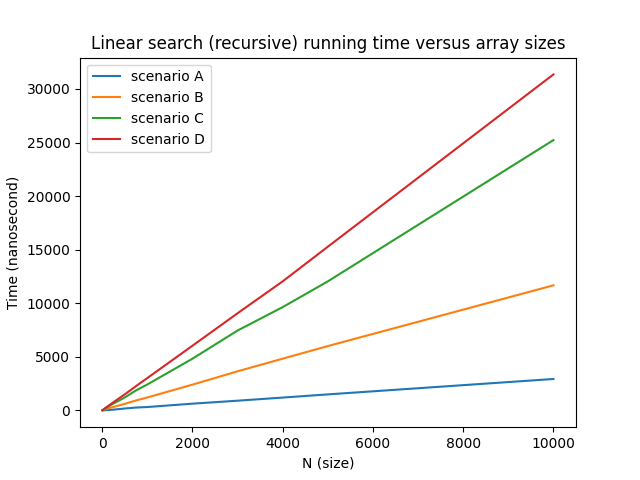 Linear search (recursive) running time versus array sizes
scenario A
scenario B
scenario C
scenario D
30000
25000
20000
15000
10000
5000
0
Time (nanosecond)
0 2000 4000 6000 8000 10000
N (size)